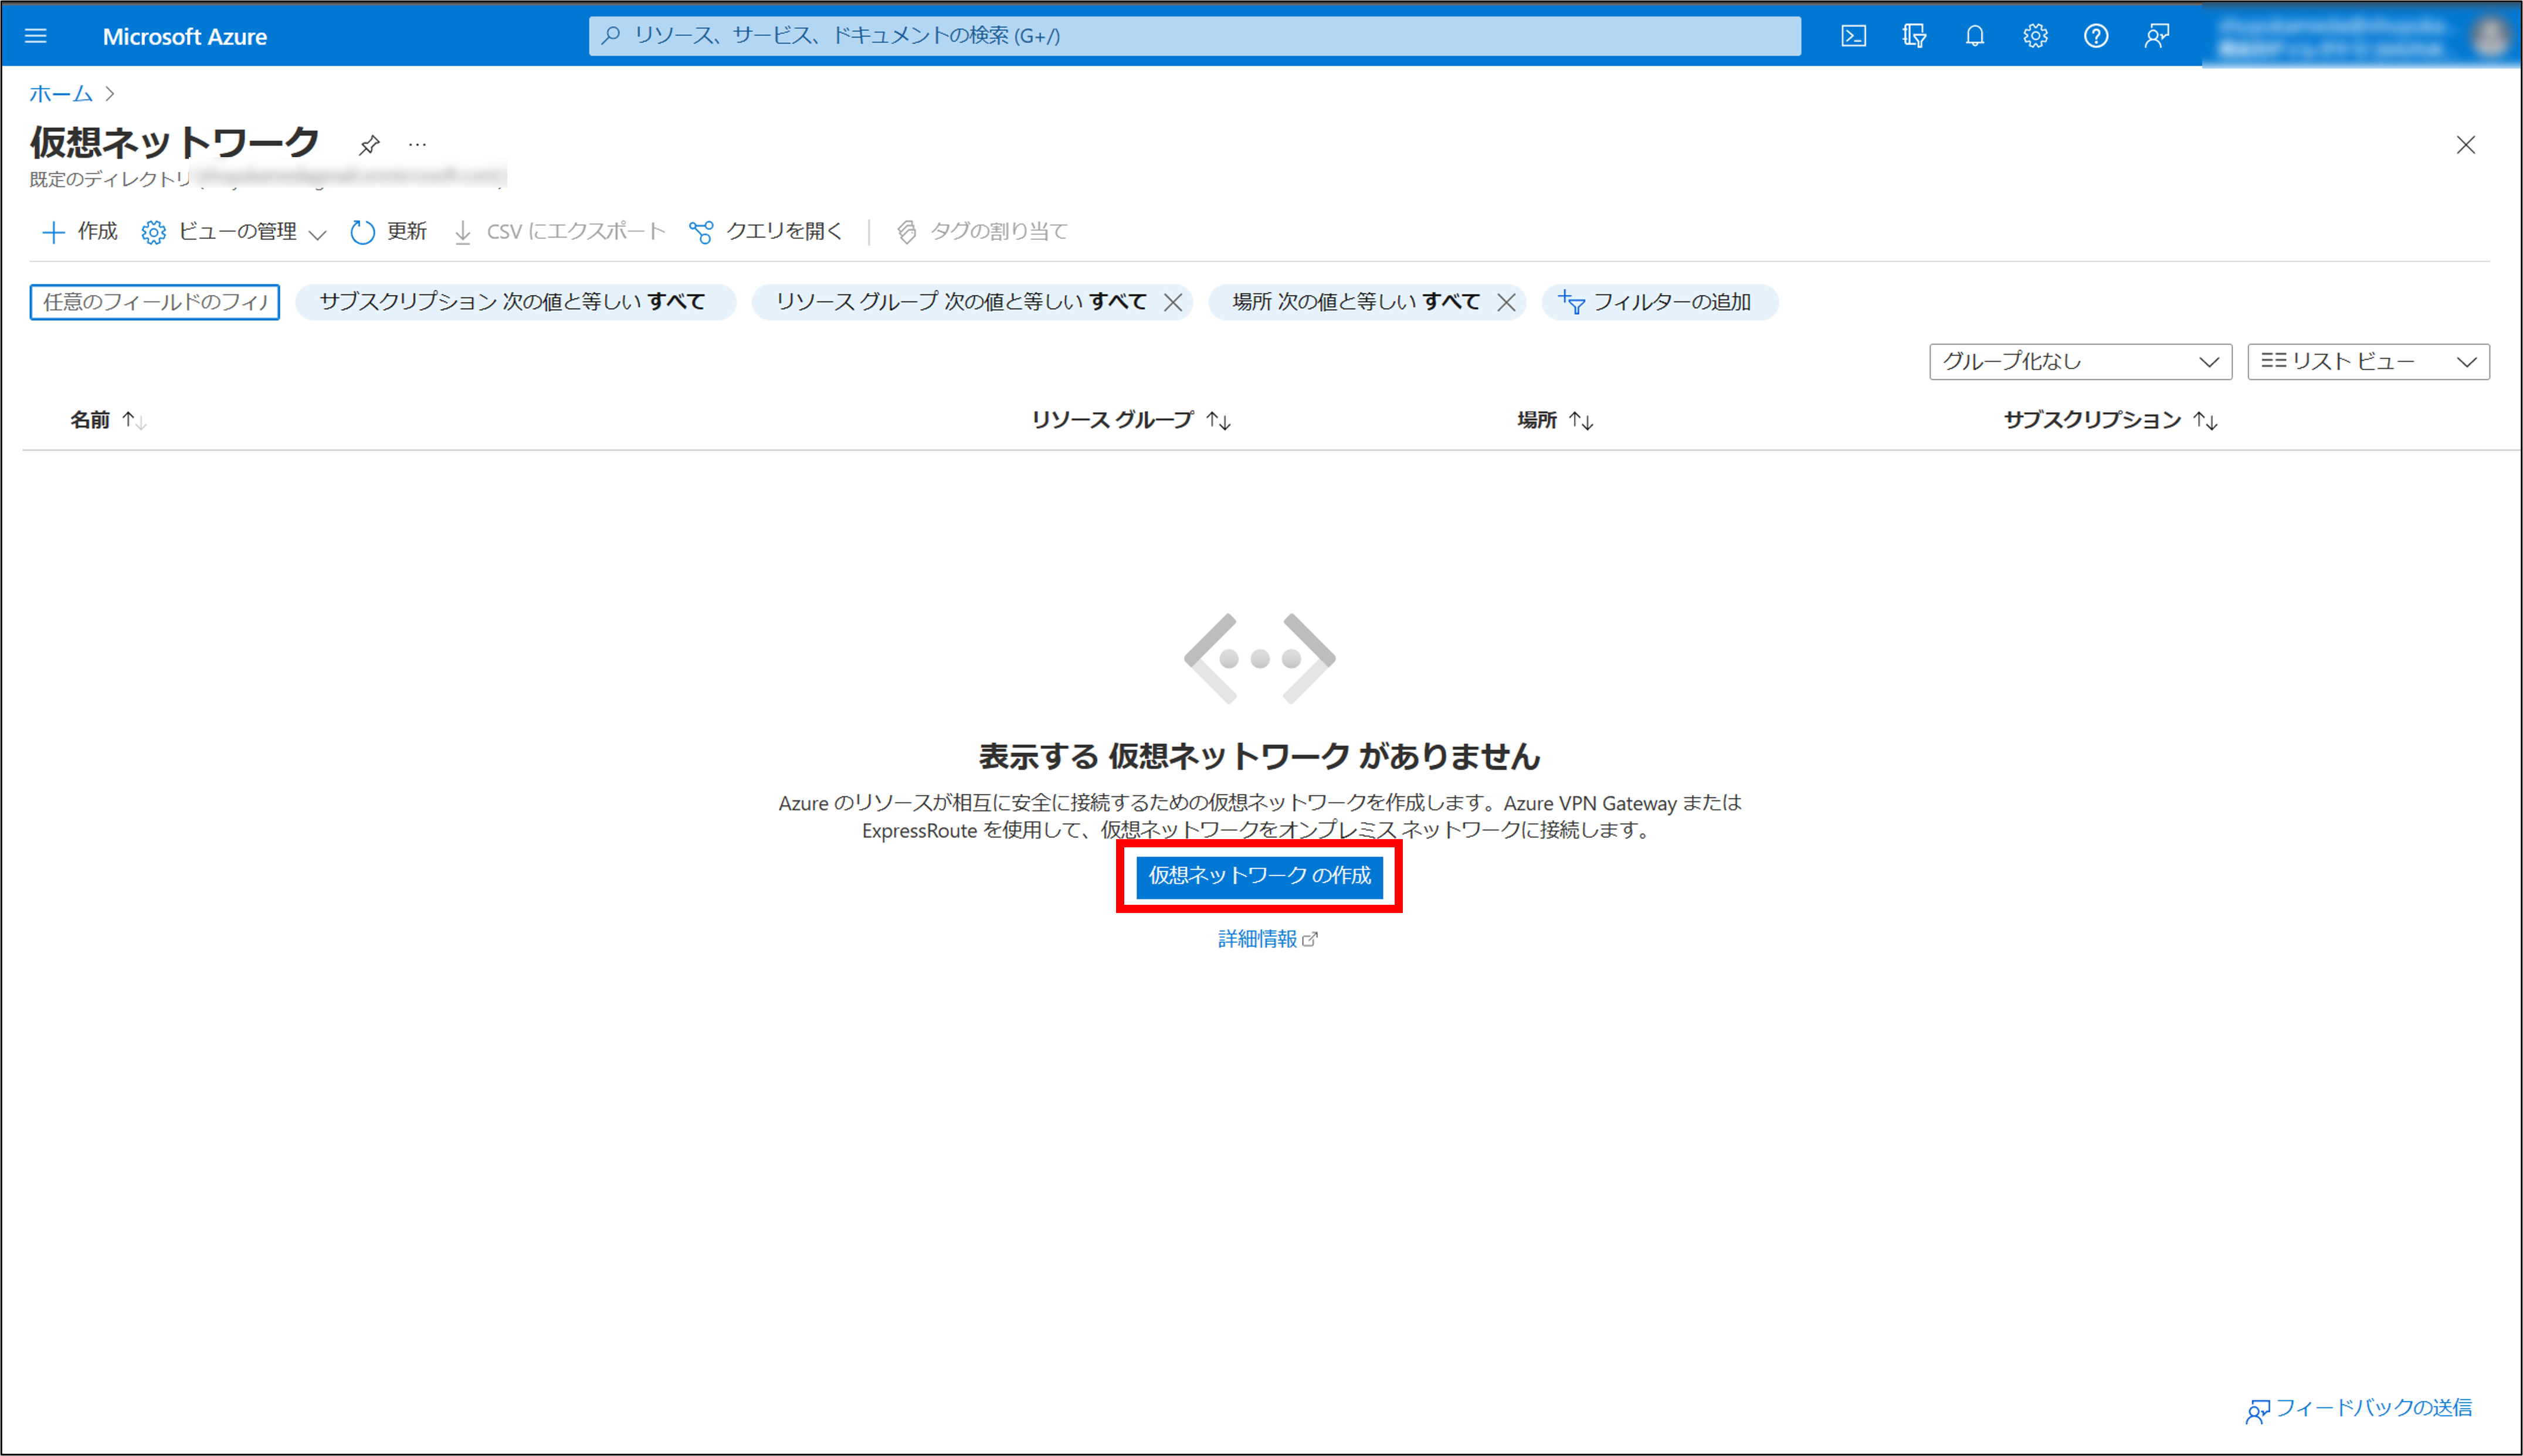 Microsoft Azure
リソース、サービス、ドキュメントの検索 (G+/)
ホーム
仮想ネットワーク
既定のディレクトリ
作成 ビューの管理 更新 CSV にエクスポート クエリを開く タグの割り当て
任意のフィールドのフィル
サブスクリプション 次の値と等しい すべて
リソース グループ 次の値と等しい すべて
場所 次の値と等しい すべて
フィルターの追加
グループ化なし リスト ビュー
名前 リソース グループ 場所 サブスクリプション
表示する 仮想ネットワーク がありません
Azure のリソースが相互に安全に接続するための仮想ネットワークを作成します。Azure VPN Gateway または
ExpressRoute を使用して、仮想ネットワークをオンプレミス ネットワークに接続します。
仮想ネットワーク の作成
詳細情報
フィードバックの送信